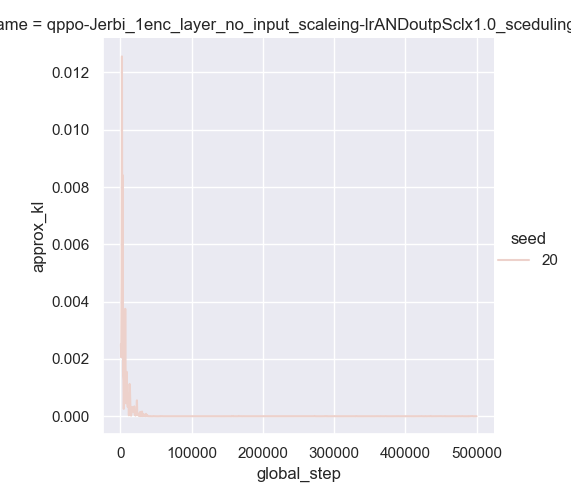 ame = qppo-Jerbi_1enc_layer_no_input_scaleing-lrANDoutpSclx1.0_sceduling
0.012
0.010
0.008
0.006
0.004
0.002
0.000
approx_kl
0 100000 200000 300000 400000 500000
global_step
seed
20